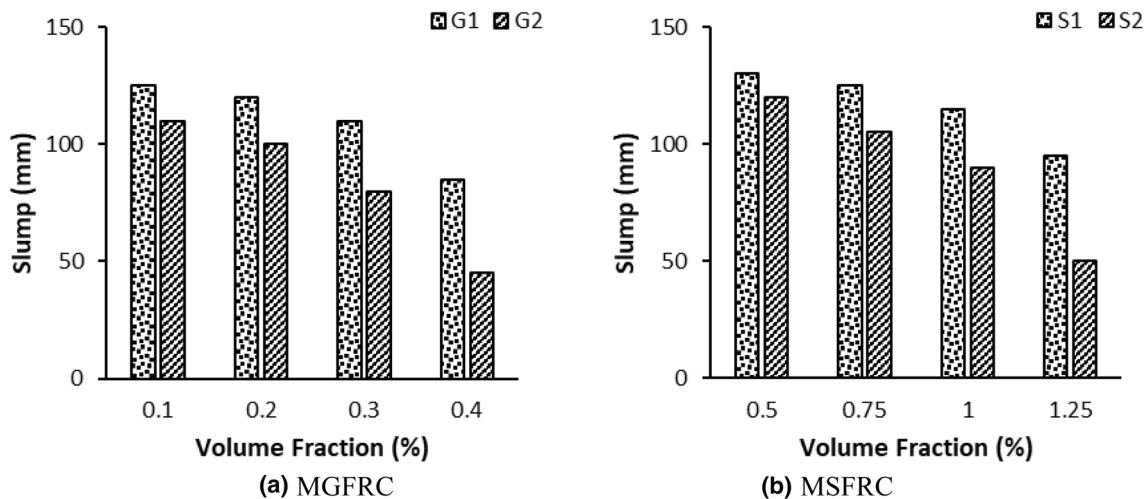 150
100
50
0
Slump (mm)
G1 G2
0.1 0.2 0.3 0.4
Volume Fraction (%)
(a) MGFRC
150
100
50
0
Slump (mm)
S1 S2
0.5 0.75 1 1.25
Volume Fraction (%)
(b) MSFRC